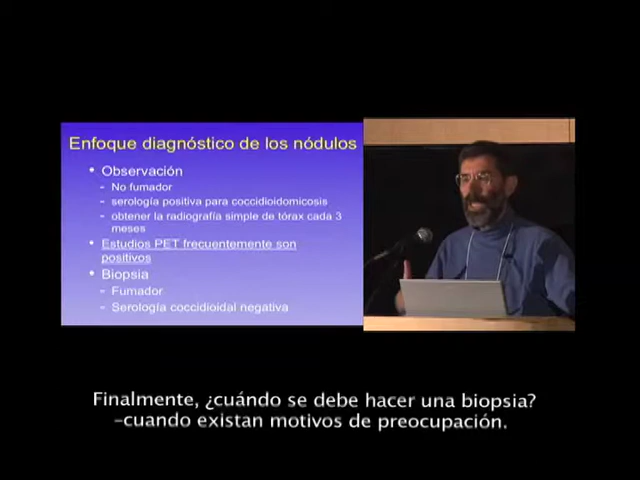 Enfoque diagnóstico de los nódulos
• Observación
- No fumador
- serología positiva para coccidioidomicosis
- obtener la radiografía simple de tórax cada 3
meses
• Estudios PET frecuentemente son
positivos
• Biopsia
- Fumador
- Serología coccidioidal negativa
Finalmente, ¿cuándo se debe hacer una biopsia?
–cuando existan motivos de preocupación.